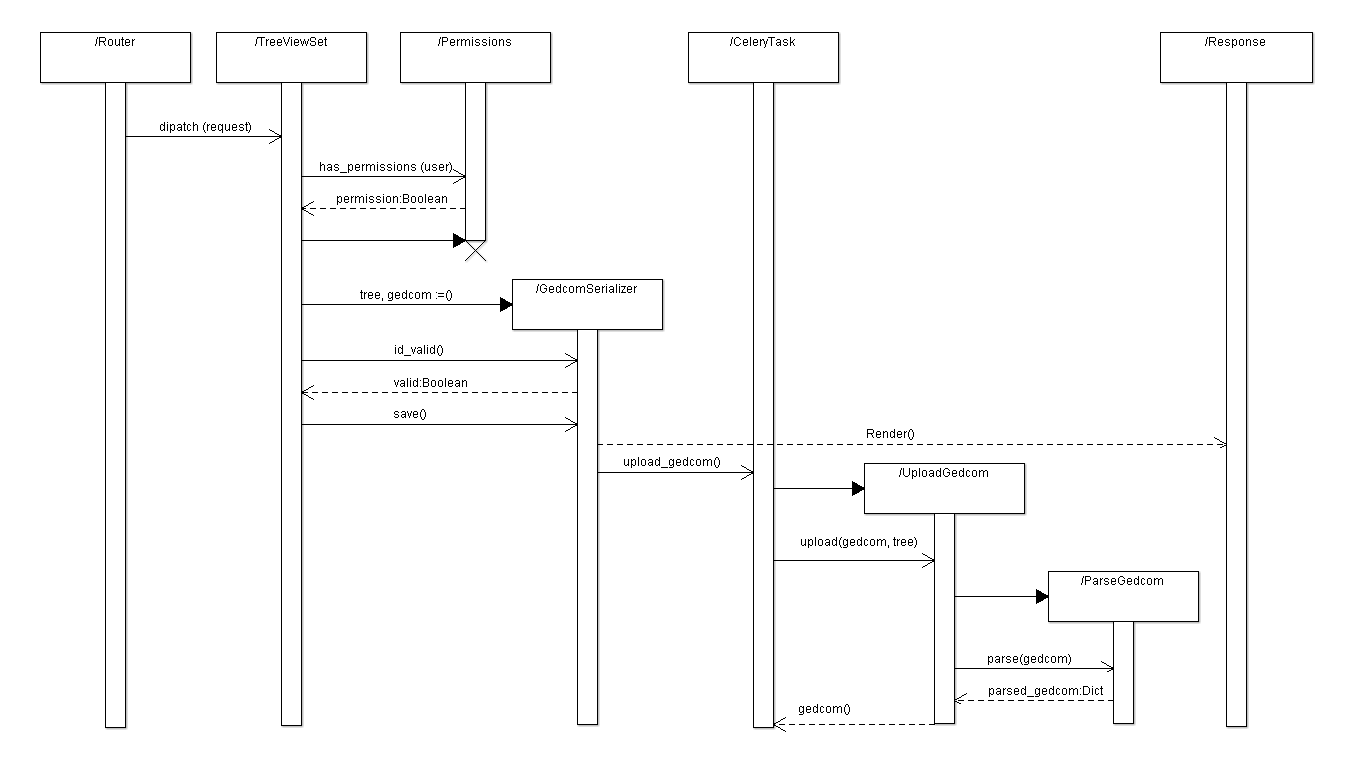 /Router
/TreeViewSet
/Permissions
/CeleryTask
/Response
dipatch (request)
has_permissions (user)
permission:Boolean
/GedcomSerializer
tree, gedcom :=()
id_valid()
valid:Boolean
save()
Render()
upload_gedcom()
/UploadGedcom
upload(gedcom, tree)
/ParseGedcom
parse(gedcom)
parsed_gedcom:Dict
gedcom()